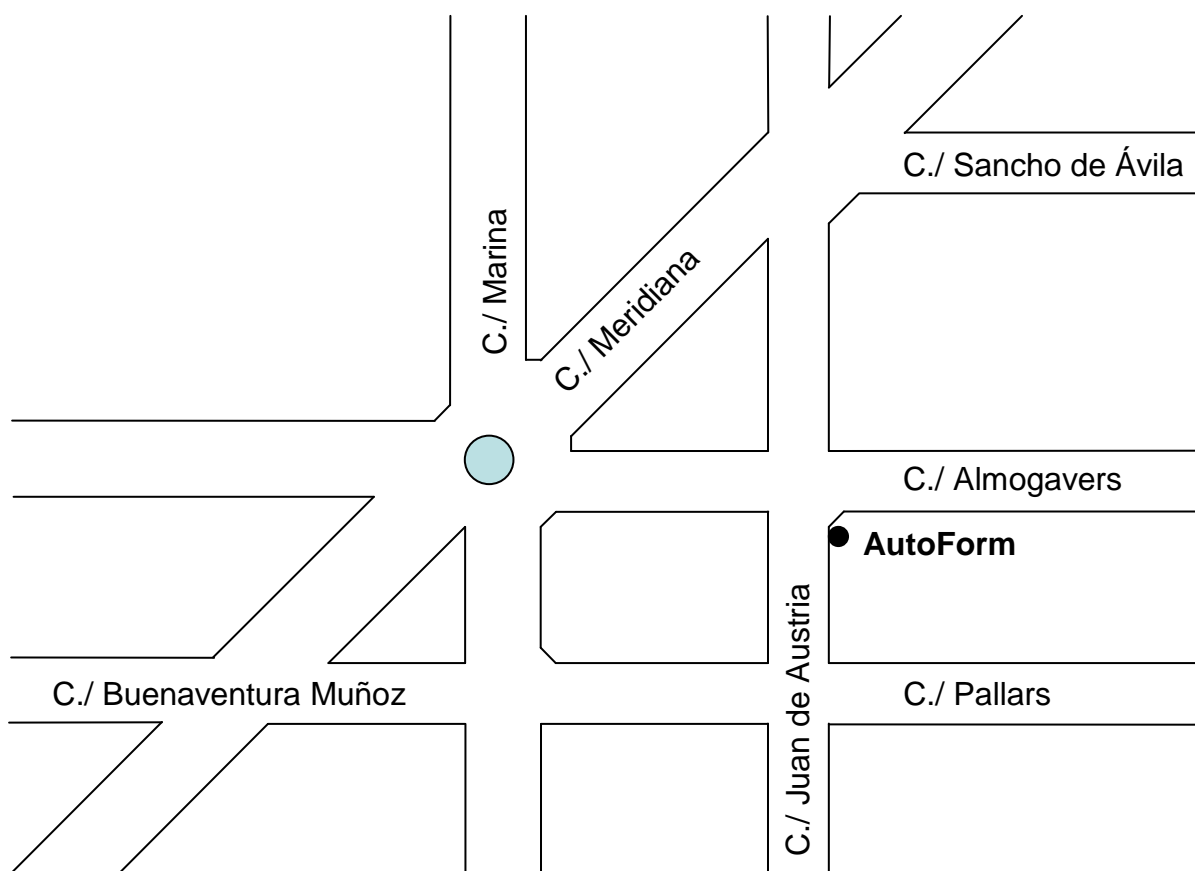 C./ Sancho de Ávila
C./ Marina
C./ Meridiana
C./ Almogavers
AutoForm
C./ Juan de Austria
C./ Buenaventura Muñoz
C./ Pallars